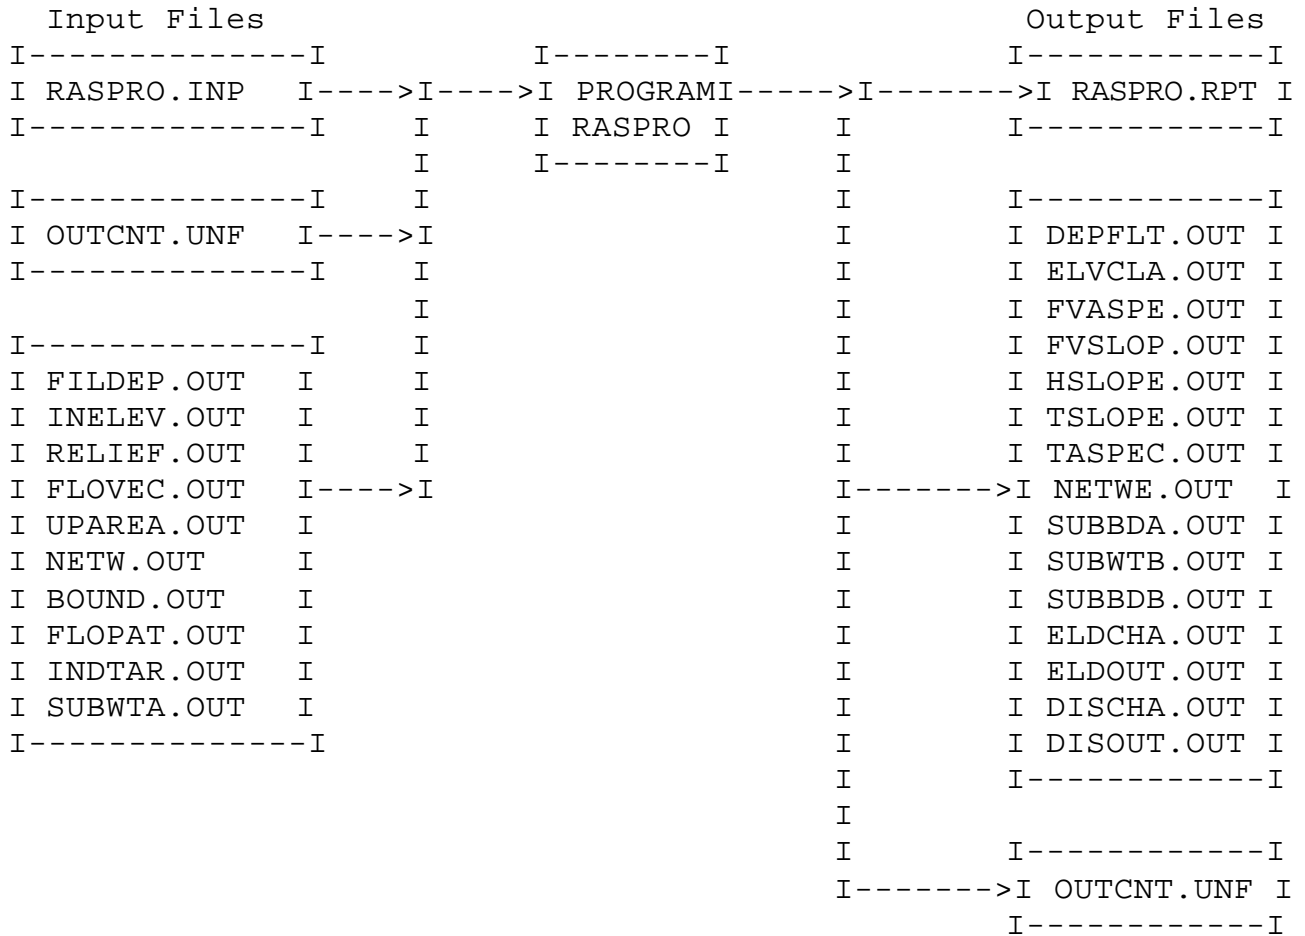 Input Files                                         Output Files
I--------------I           I--------I               I------------I
I RASPRO.INP   I---->I---->I PROGRAMI----->I------->I RASPRO.RPT I
I--------------I     I     I RASPRO I      I        I------------I
                     I     I--------I      I
I--------------I     I                     I        I------------I
I OUTCNT.UNF   I---->I                     I        I DEPFLT.OUT I
I--------------I     I                     I        I ELVCLA.OUT I
                     I                     I        I FVASPE.OUT I
I--------------I     I                     I        I FVSLOP.OUT I
I FILDEP.OUT   I     I                     I        I HSLOPE.OUT I
I INELEV.OUT   I     I                     I        I TSLOPE.OUT I
I RELIEF.OUT   I     I                     I        I TASPEC.OUT I
I FLOVEC.OUT   I---->I                     I------->I NETWE.OUT  I
I UPAREA.OUT   I                           I        I SUBBDA.OUT I
I NETW.OUT     I                           I        I SUBWTB.OUT I
I BOUND.OUT    I                           I        I SUBBDB.OUT I
I FLOPAT.OUT   I                           I        I ELDCHA.OUT I
I INDTAR.OUT   I                           I        I ELDOUT.OUT I
I SUBWTA.OUT   I                           I        I DISCHA.OUT I
I--------------I                           I        I DISOUT.OUT I
                                           I        I------------I
                                           I
                                           I        I------------I
                                           I------->I OUTCNT.UNF I
                                                    I------------I